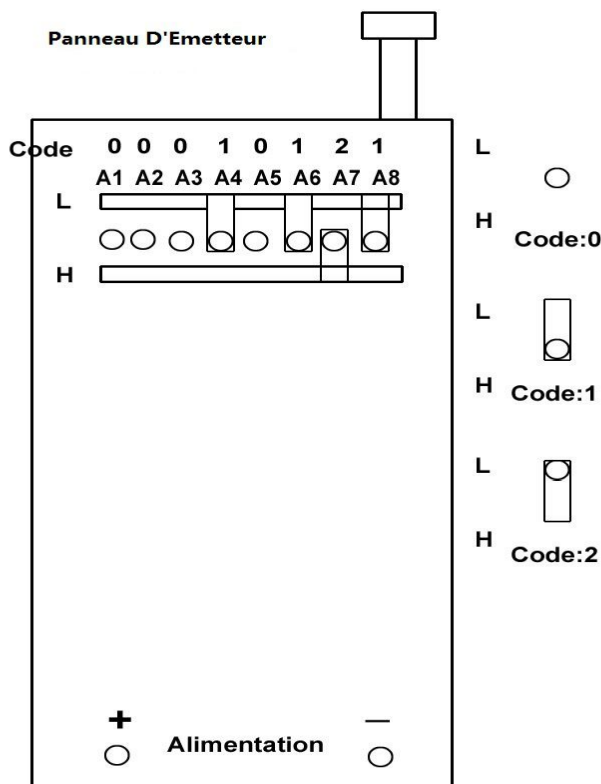 Panneau D'Emetteur
Code 0 0 0 1 0 1 2 1
A1 A2 A3 A4 A5 A6 A7 A8
L
H
L
H
Code:0
L
H
Code:1
L
H
Code:2
+ —
Alimentation